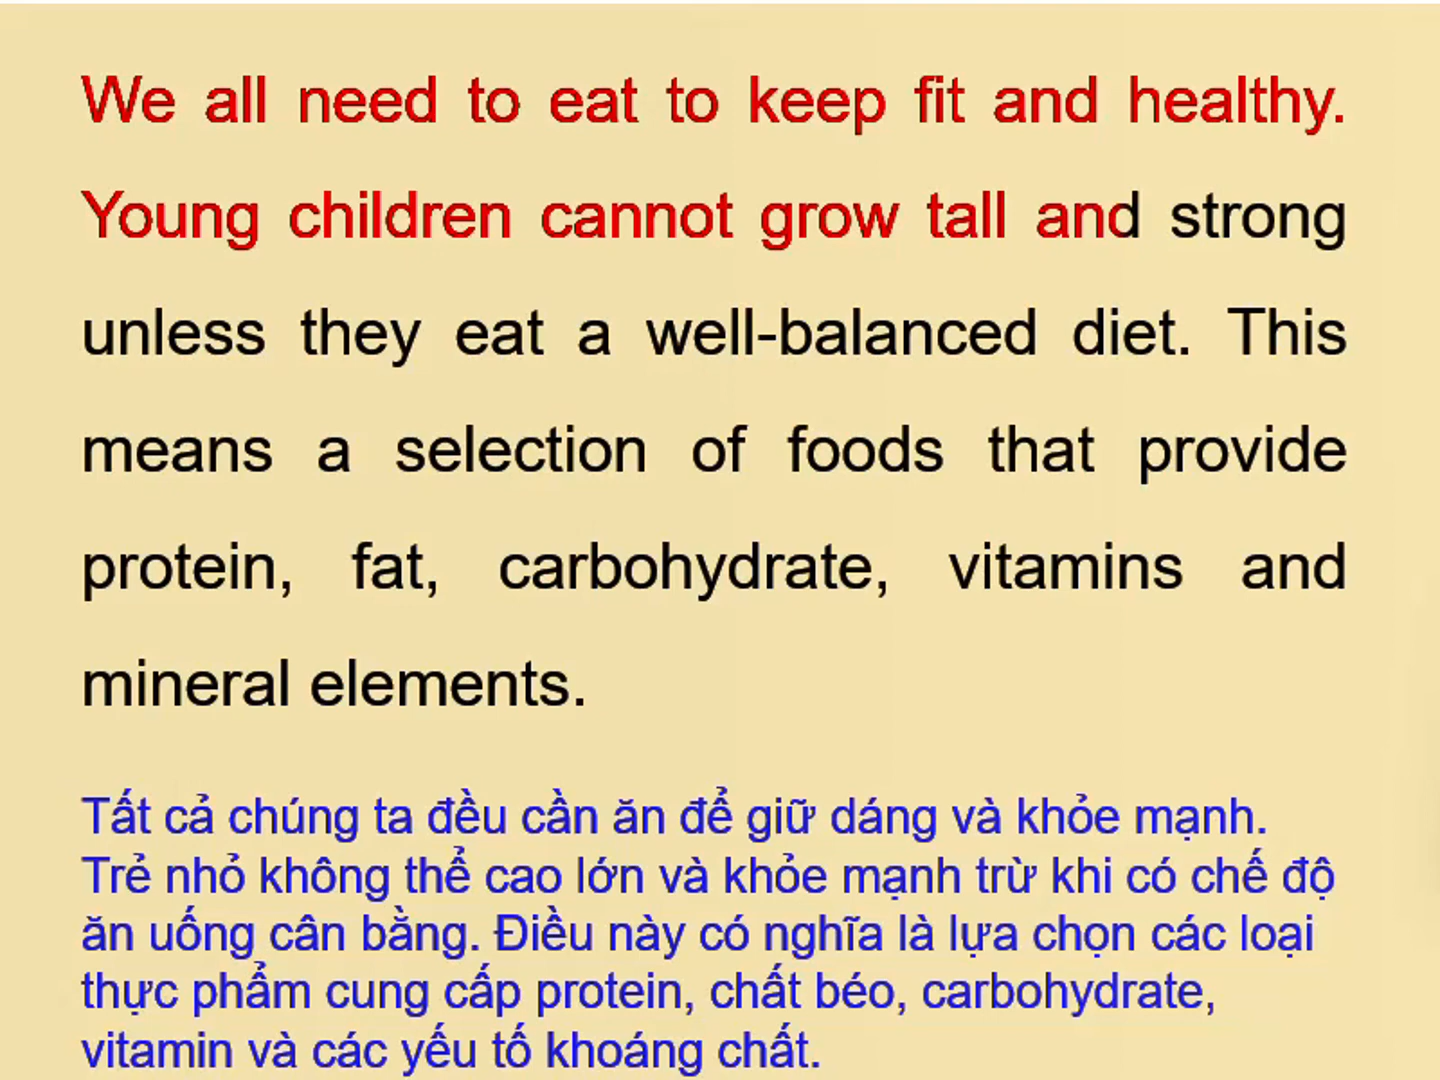 We all need to eat to keep fit and healthy.
Young children cannot grow tall and strong
unless they eat a well-balanced diet. This
means a selection of foods that provide
protein, fat, carbohydrate, vitamins and
mineral elements.
Tất cả chúng ta đều cần ăn để giữ dáng và khỏe mạnh.
Trẻ nhỏ không thể cao lớn và khỏe mạnh trừ khi có chế độ
ăn uống cân bằng. Điều này có nghĩa là lựa chọn các loại
thực phẩm cung cấp protein, chất béo, carbohydrate,
vitamin và các yếu tố khoáng chất.